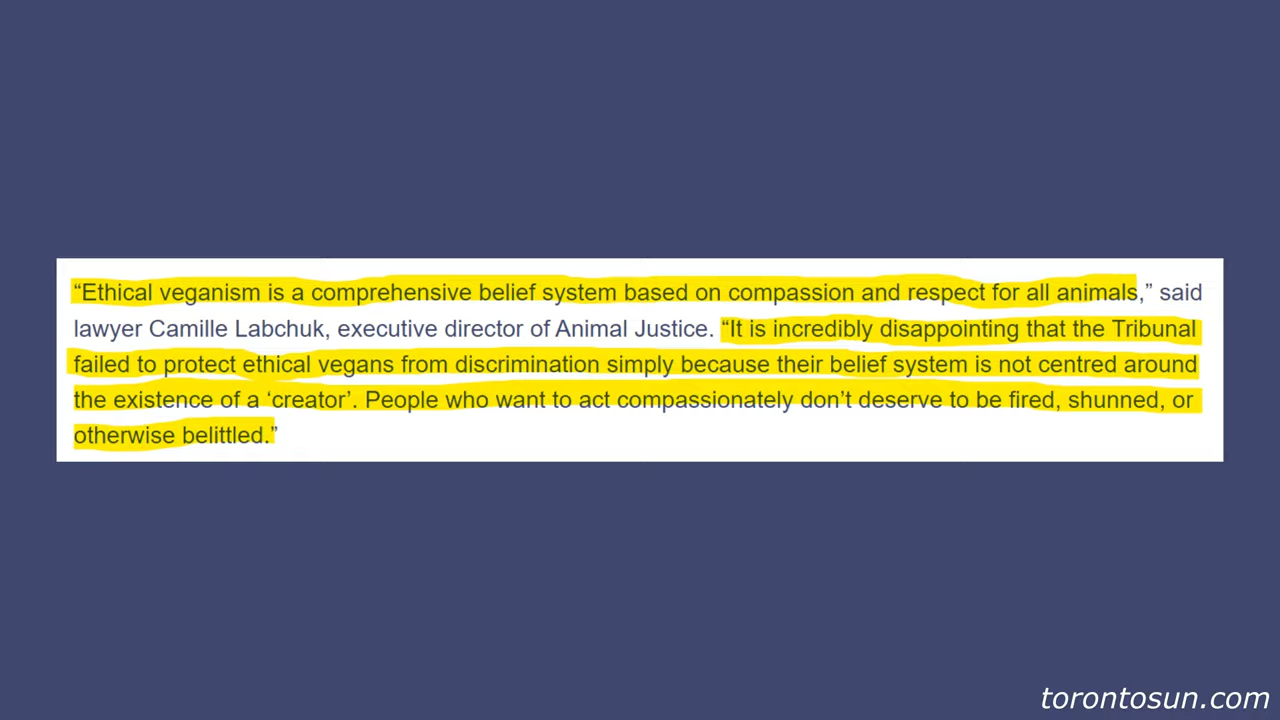 “Ethical veganism is a comprehensive belief system based on compassion and respect for all animals,” said
lawyer Camille Labchuk, executive director of Animal Justice. “It is incredibly disappointing that the Tribunal
failed to protect ethical vegans from discrimination simply because their belief system is not centred around
the existence of a ‘creator’. People who want to act compassionately don’t deserve to be fired, shunned, or
otherwise belittled.”
torontosun.com